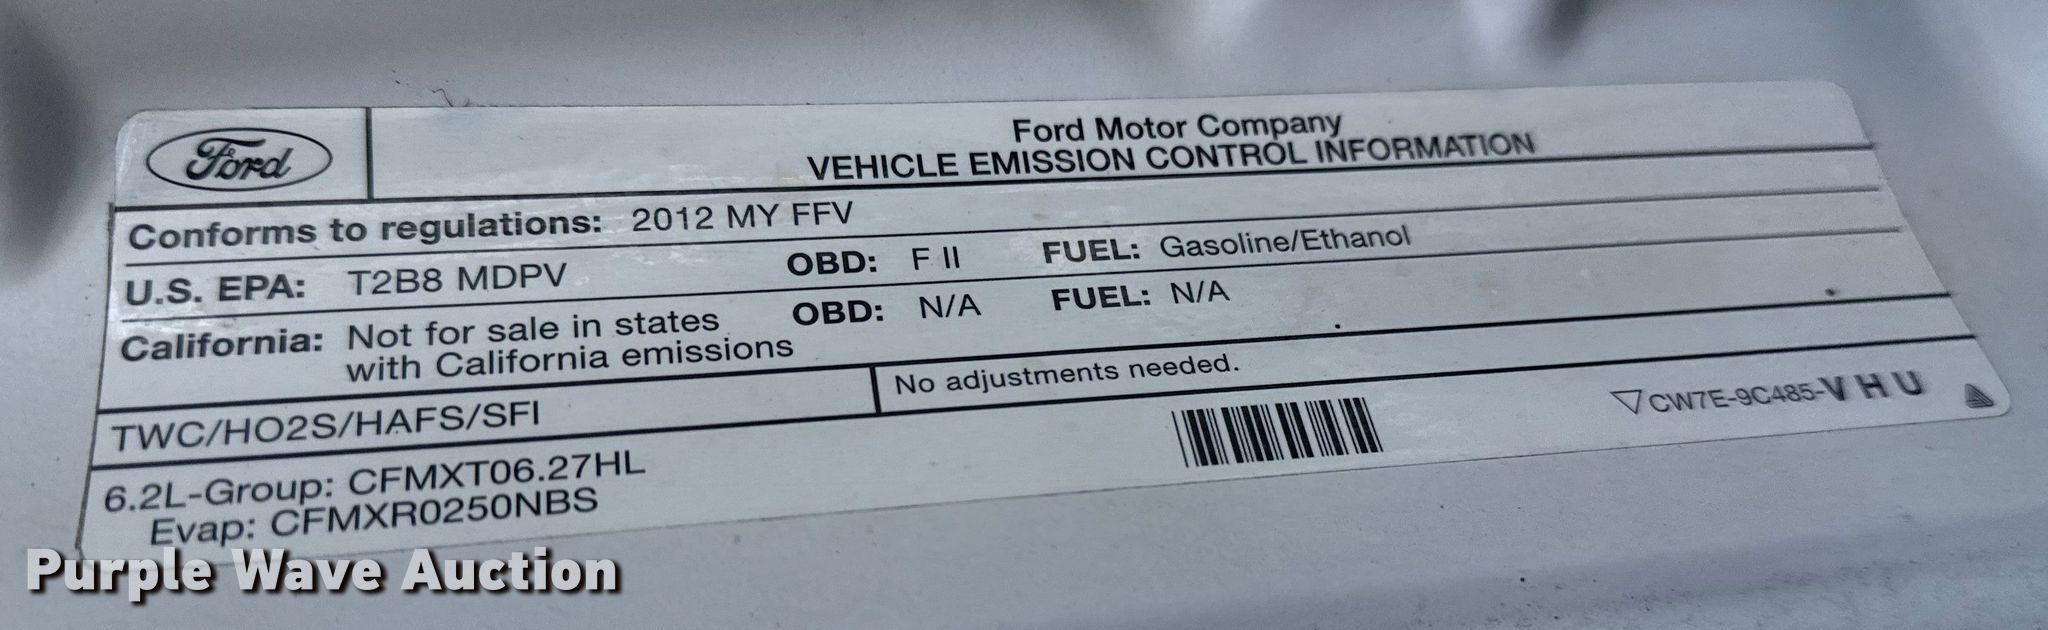 Ford
Ford Motor Company
VEHICLE EMISSION CONTROL INFORMATION
Conforms to regulations: 2012 MY FFV
U.S. EPA: T2B8 MDPV OBD: F II FUEL: Gasoline/Ethanol
California: Not for sale in states OBD: N/A FUEL: N/A
with California emissions
TWC/HO2S/HAFS/SFI
No adjustments needed.
6.2L-Group: CFMXT06.27HL
Evap: CFMXR0250NBS
CW7E-9C485-VHU
Purple Wave Auction